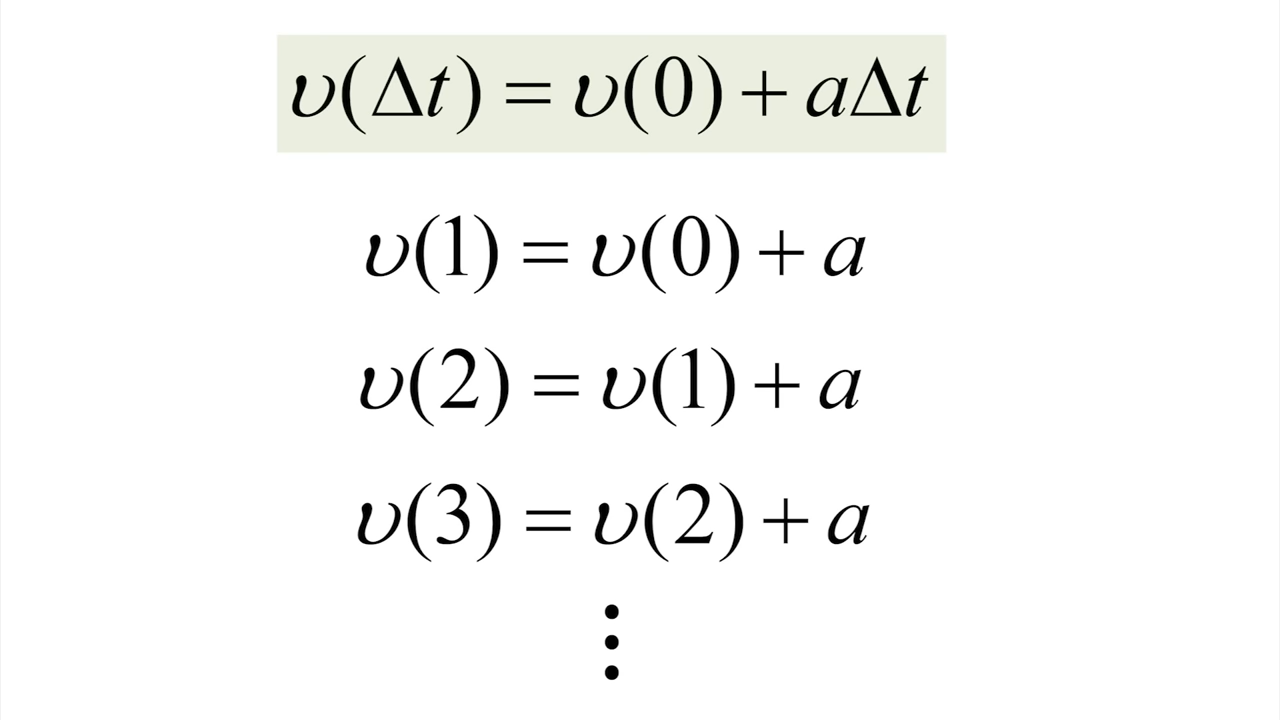 υ(Δt) = υ(0) + aΔt
υ(1) = υ(0) + a
υ(2) = υ(1) + a
υ(3) = υ(2) + a
⋮